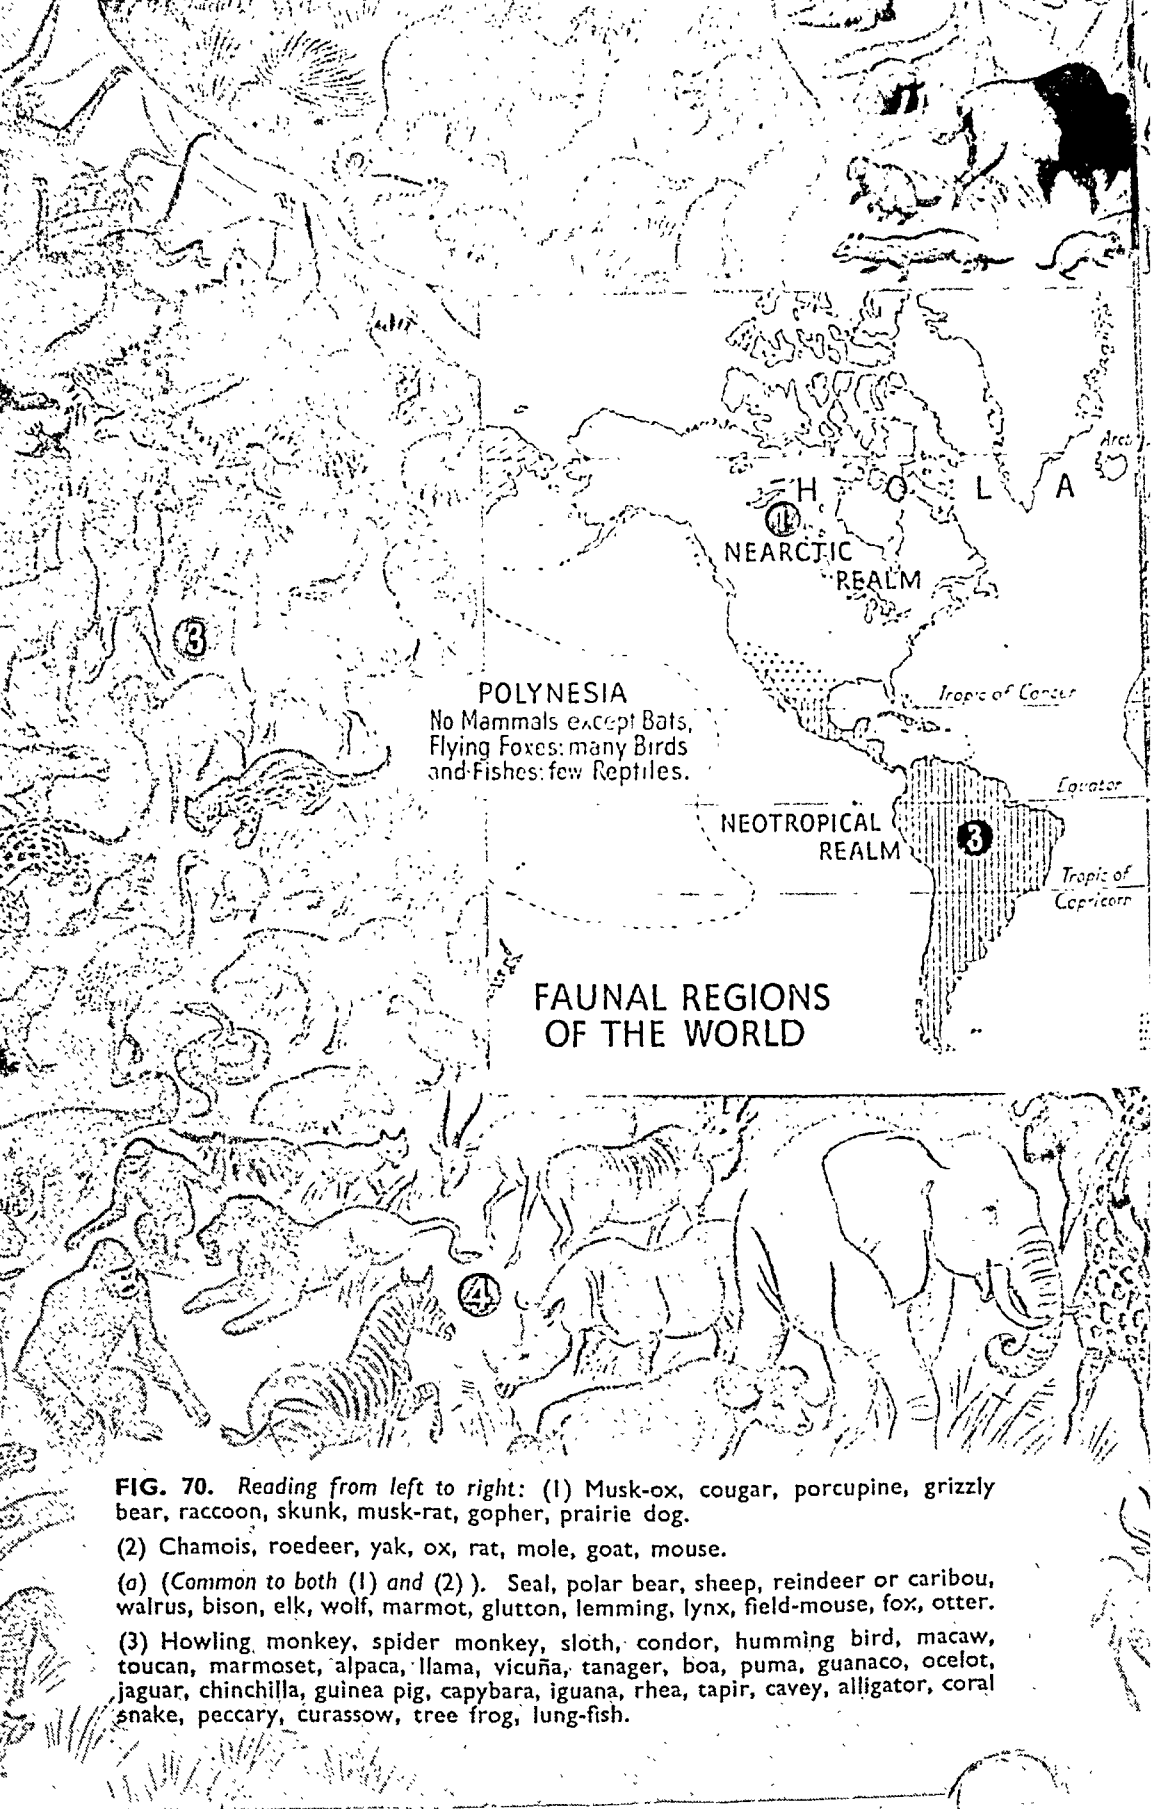 Arct
H O L A
1
NEARCTIC
REALM
3
POLYNESIA
No Mammals except Bats,
Flying Foxes: many Birds
and Fishes: few Reptiles.
Tropic of Cancer
Equator
NEOTROPICAL
REALM
3
Tropic of
Capricorn
FAUNAL REGIONS
OF THE WORLD
4
FIG. 70. Reading from left to right: (1) Musk-ox, cougar, porcupine, grizzly
bear, raccoon, skunk, musk-rat, gopher, prairie dog.
(2) Chamois, roedeer, yak, ox, rat, mole, goat, mouse.
(a) (Common to both (1) and (2) ). Seal, polar bear, sheep, reindeer or caribou,
walrus, bison, elk, wolf, marmot, glutton, lemming, lynx, field-mouse, fox, otter.
(3) Howling monkey, spider monkey, sloth, condor, humming bird, macaw,
toucan, marmoset, alpaca, llama, vicuña, tanager, boa, puma, guanaco, ocelot,
jaguar, chinchilla, guinea pig, capybara, iguana, rhea, tapir, cavey, alligator, coral
snake, peccary, curassow, tree frog, lung-fish.